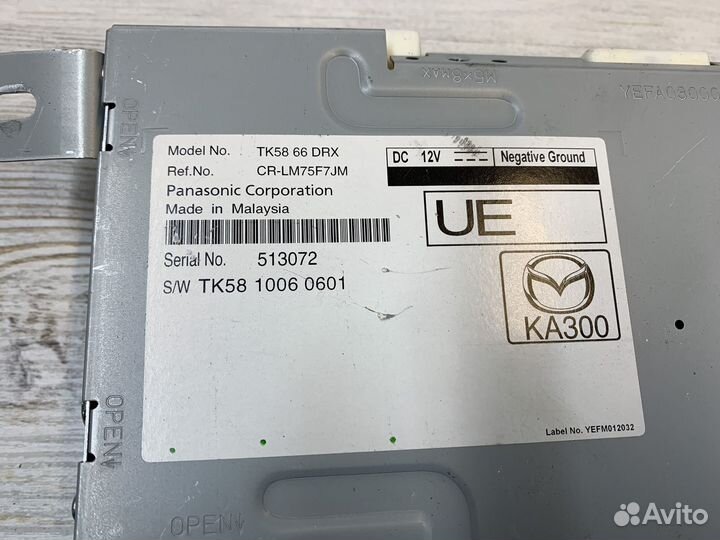 M5×8MAX
YEFA03000
OPEN
Model No. TK58 66 DRX
Ref.No. CR-LM75F7JM
Panasonic Corporation
Made in Malaysia
Serial No. 513072
S/W TK58 1006 0601
DC 12V Negative Ground
UE
KA300
Label No. YEFM012032
OPEN
OPEN
Avito